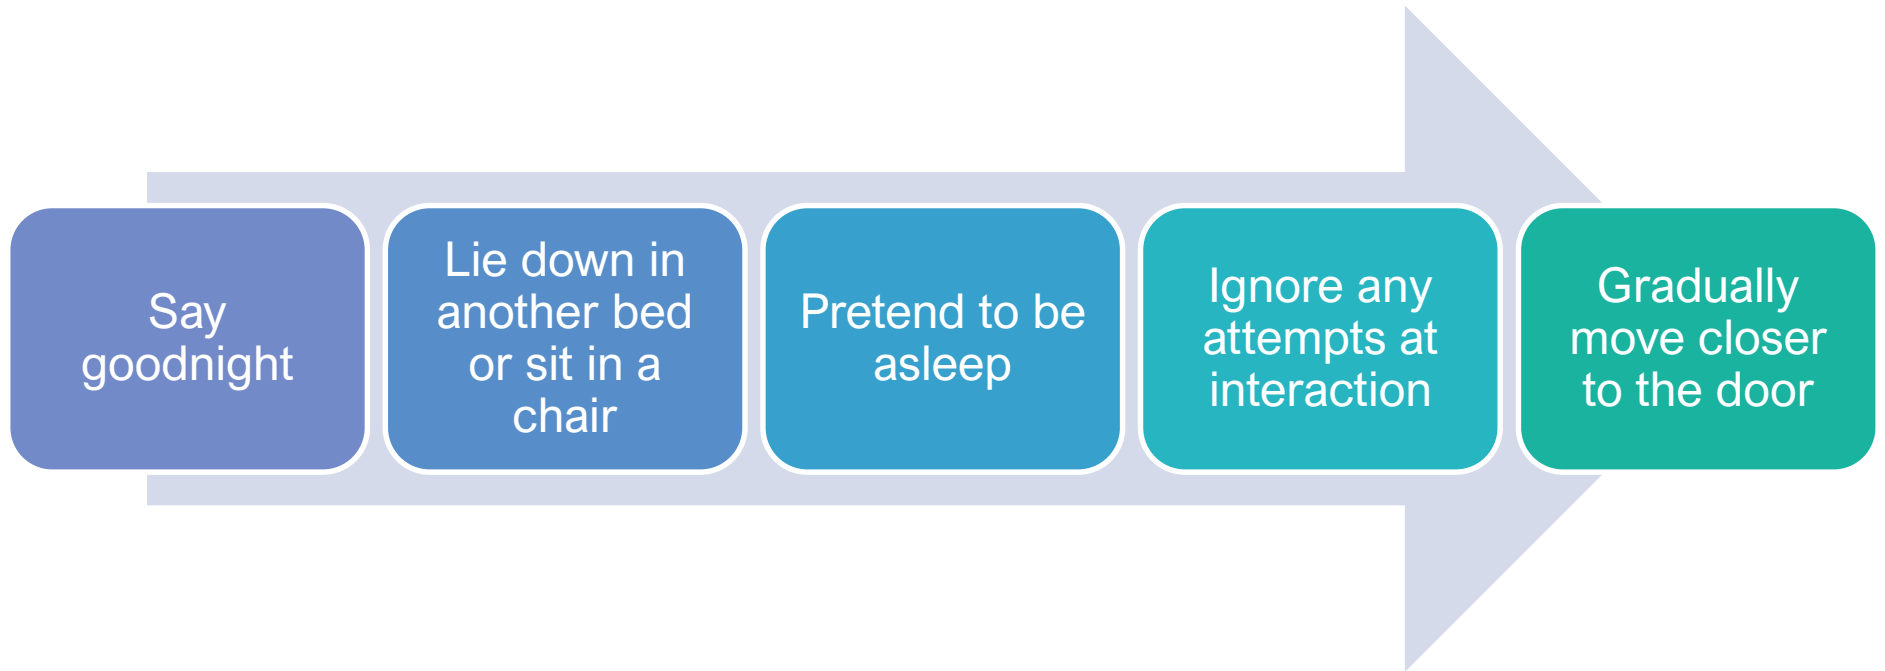 Say
goodnight
Lie down in
another bed
or sit in a
chair
Pretend to be
asleep
Ignore any
attempts at
interaction
Gradually
move closer
to the door